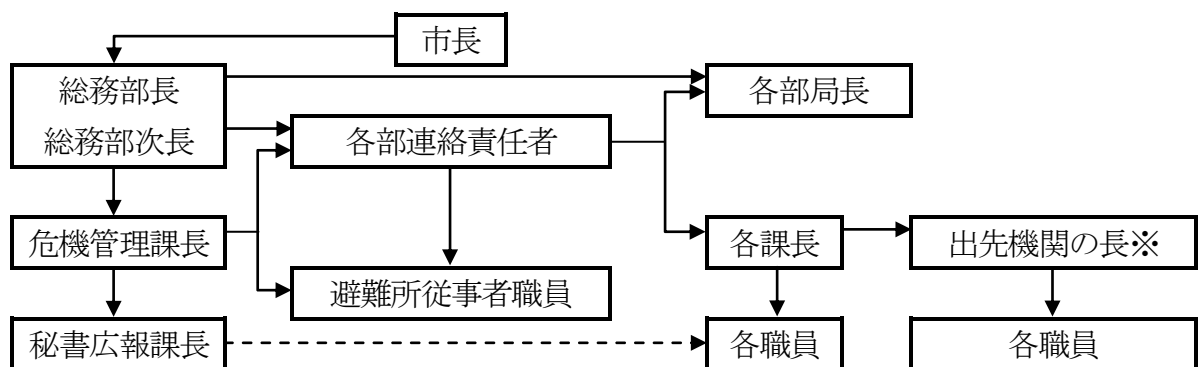 市長
総務部長
総務部次長
各部局長
各部連絡責任者
危機管理課長
各課長
出先機関の長※
避難所従事者職員
秘書広報課長
各職員
各職員